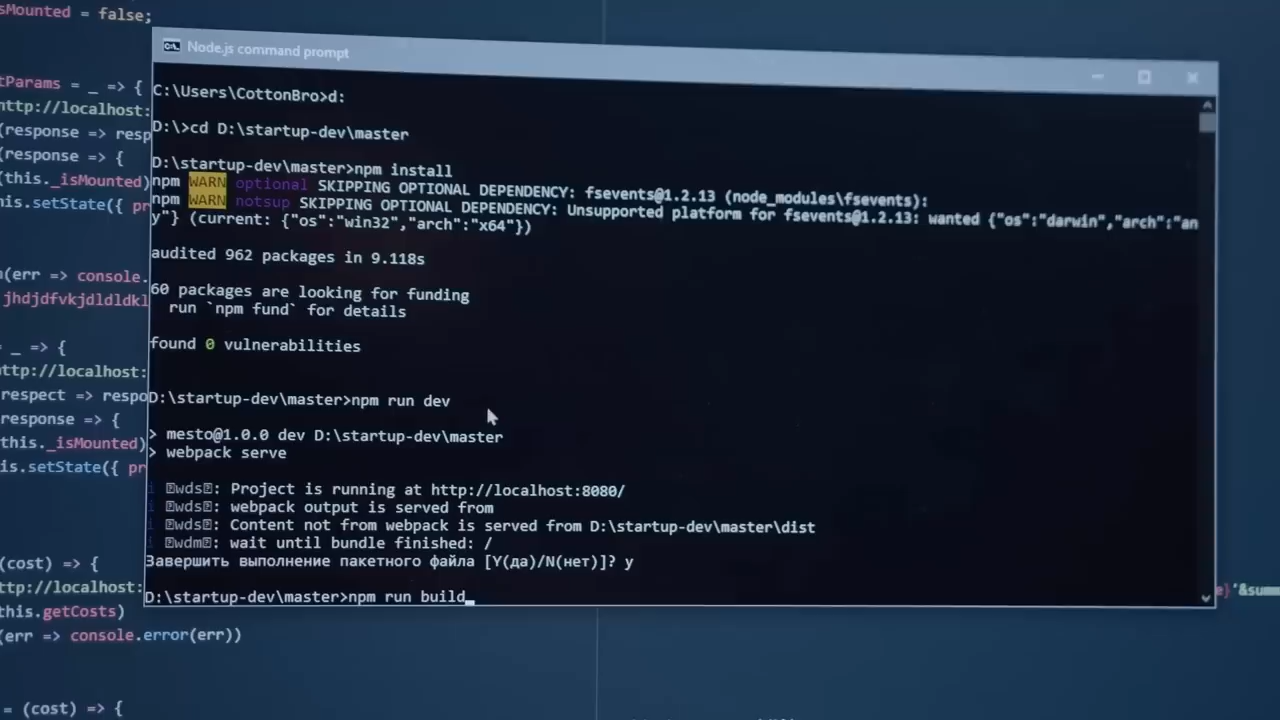 _isMounted = false;
Node.js command prompt
C:\Users\CottonBro>d:
D:\>cd D:\startup-dev\master
D:\startup-dev\master>npm install
npm WARN optional SKIPPING OPTIONAL DEPENDENCY: fsevents@1.2.13 (node_modules\fsevents):
npm WARN notsup SKIPPING OPTIONAL DEPENDENCY: Unsupported platform for fsevents@1.2.13: wanted {"os":"darwin","arch":"an
y"} (current: {"os":"win32","arch":"x64"})
audited 962 packages in 9.118s
60 packages are looking for funding
run `npm fund` for details
found 0 vulnerabilities
D:\startup-dev\master>npm run dev
> mesto@1.0.0 dev D:\startup-dev\master
> webpack serve
i ⍰wds⍰: Project is running at http://localhost:8080/
i ⍰wds⍰: webpack output is served from
i ⍰wds⍰: Content not from webpack is served from D:\startup-dev\master\dist
i ⍰wdm⍰: wait until bundle finished: /
Завершить выполнение пакетного файла [Y(да)/N(нет)]? y
D:\startup-dev\master>npm run build
tParams = _ => {
http://localhost:
(response => resp
(response => {
(this._isMounted)
his.setState({ pr
(err => console.
jhdjdfvkjdldldkl
= _ => {
http://localhost:
respect => respo
response => {
this._isMounted)
is.setState({ pr
(cost) => {
ttp://localhost:
this.getCosts)
(err => console.error(err))
= (cost) => {
e}'&summ